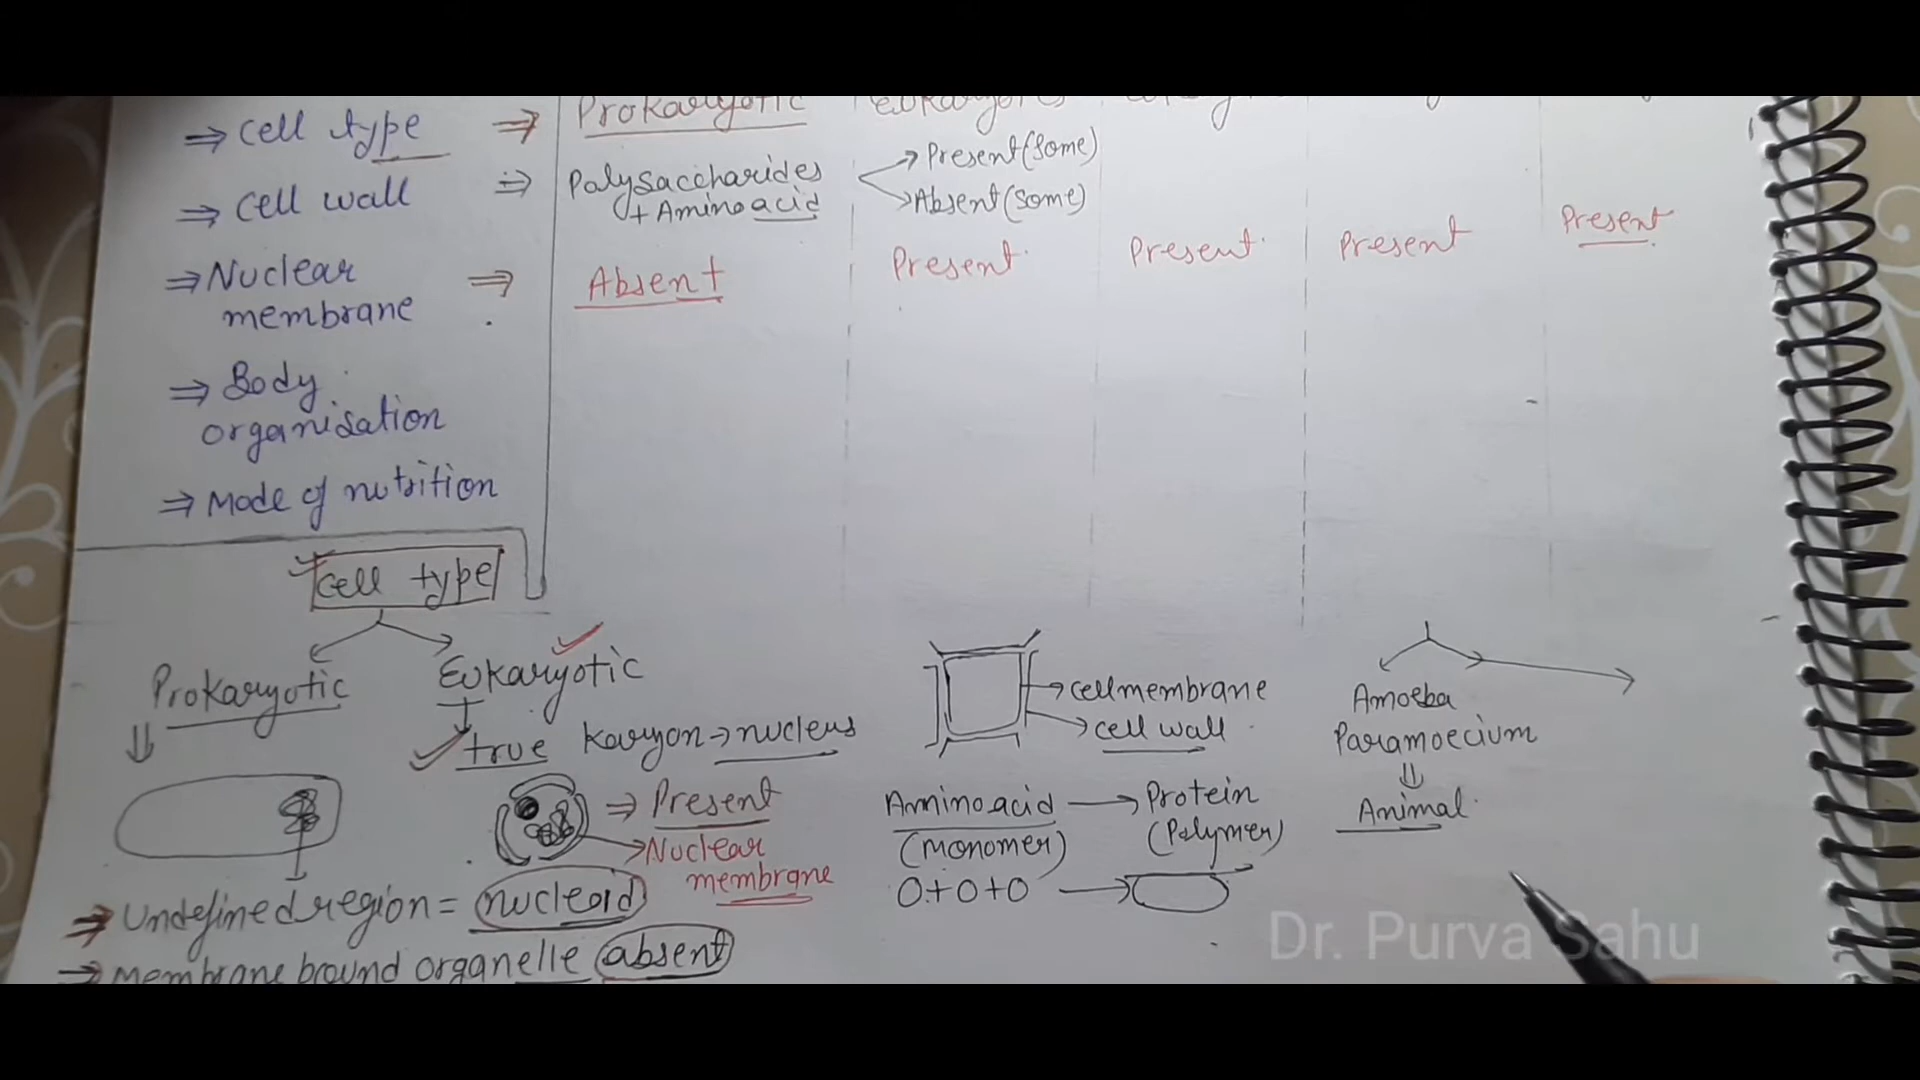 ⇒ cell type ⇒ Prokaryotic
⇒ cell wall ⇒ Polysaccharides + Amino acid
Present (some)
Absent (some)
⇒ Nuclear membrane ⇒ Absent Present Present Present Present
⇒ Body organisation
⇒ Mode of nutrition
cell type
Prokaryotic
Eukaryotic
true Karyon → nucleus
⇒ Present
Nuclear membrane
⇒ Undefined region = nucleoid
→ Membrane bound organelle absent
→ cell membrane
→ cell wall
Amino acid → Protein
(monomer) (Polymer)
O + O + O →
Amoeba
Paramoecium
⇓
Animal
Dr. Purva Sahu